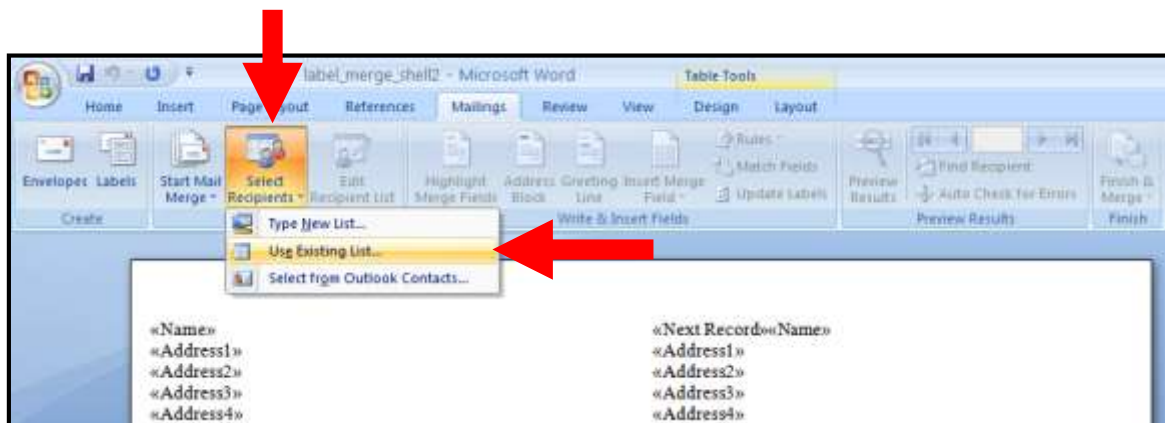 label_merge_shell2 - Microsoft Word Table Tools
Home Insert Page Layout References Mailings Review View Design Layout
Envelopes Labels
Start Mail Merge
Select Recipients
Edit Recipient List
Highlight Merge Fields
Address Block
Greeting Line
Insert Merge Field
Rules
Match Fields
Update Labels
Preview Results
Find Recipient
Auto Check for Errors
Finish & Merge
Create
Write & Insert Fields
Preview Results
Finish
Type New List...
Use Existing List...
Select from Outlook Contacts...
«Name»
«Address1»
«Address2»
«Address3»
«Address4»
«Next Record»«Name»
«Address1»
«Address2»
«Address3»
«Address4»